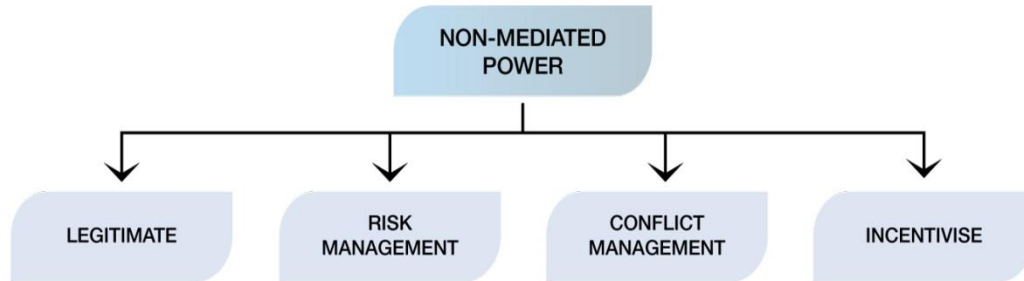 NON-MEDIATED
POWER
LEGITIMATE
RISK
MANAGEMENT
CONFLICT
MANAGEMENT
INCENTIVISE